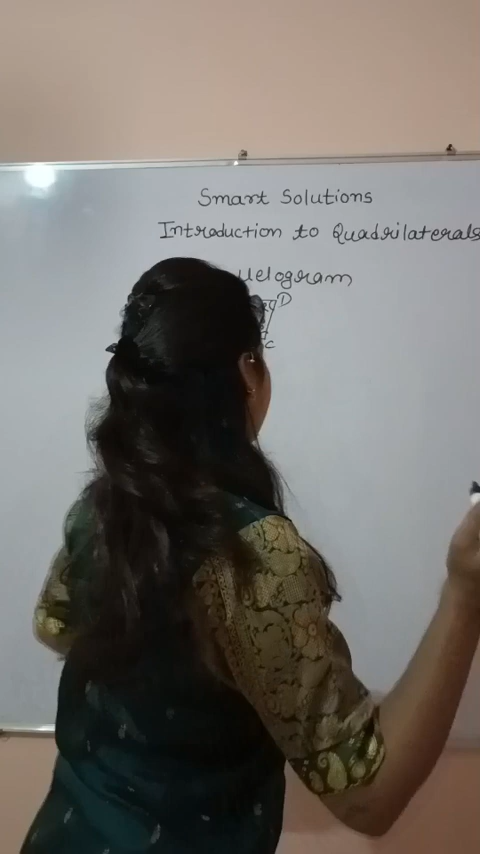 Smart Solutions
Introduction to Quadrilaterals
llelogram
D
C